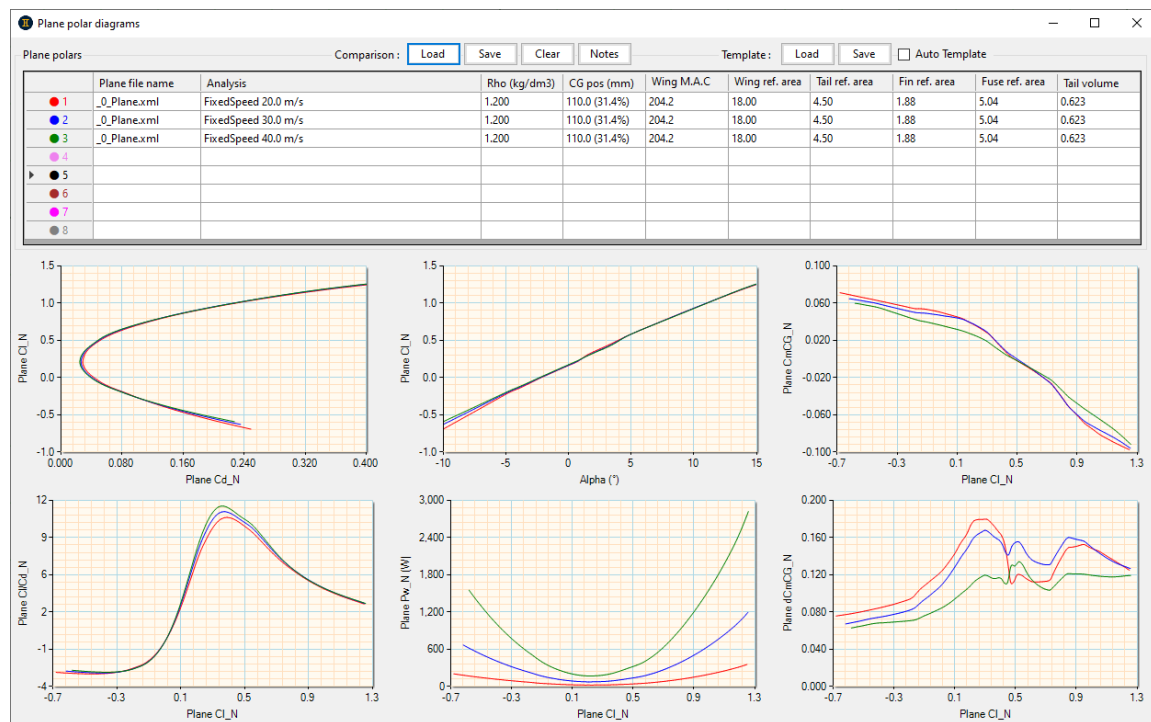 Plane polar diagrams
Plane polars Comparison : Load Save Clear Notes Template : Load Save Auto Template
Plane file name Analysis Rho (kg/dm3) CG pos (mm) Wing M.A.C Wing ref. area Tail ref. area Fin ref. area Fuse ref. area Tail volume
1 _0_Plane.xml FixedSpeed 20.0 m/s 1.200 110.0 (31.4%) 204.2 18.00 4.50 1.88 5.04 0.623
2 _0_Plane.xml FixedSpeed 30.0 m/s 1.200 110.0 (31.4%) 204.2 18.00 4.50 1.88 5.04 0.623
3 _0_Plane.xml FixedSpeed 40.0 m/s 1.200 110.0 (31.4%) 204.2 18.00 4.50 1.88 5.04 0.623
4
5
6
7
8
Plane Cl_N
1.5
1.0
0.5
0.0
-0.5
-1.0
0.000 0.080 0.160 0.240 0.320 0.400
Plane Cd_N
Plane Cl_N
1.5
1.0
0.5
0.0
-0.5
-1.0
-10 -5 0 5 10 15
Alpha (°)
Plane CmCG_N
0.100
0.060
0.020
-0.020
-0.060
-0.100
-0.7 -0.3 0.1 0.5 0.9 1.3
Plane Cl_N
Plane ClCd_N
12
9
6
2
-1
-4
-0.7 -0.3 0.1 0.5 0.9 1.3
Plane Cl_N
Plane Pw_N (W)
3,000
2,400
1,800
1,200
600
0
-0.7 -0.3 0.1 0.5 0.9 1.3
Plane Cl_N
Plane dCmCG_N
0.200
0.160
0.120
0.080
0.040
0.000
-0.7 -0.3 0.1 0.5 0.9 1.3
Plane Cl_N